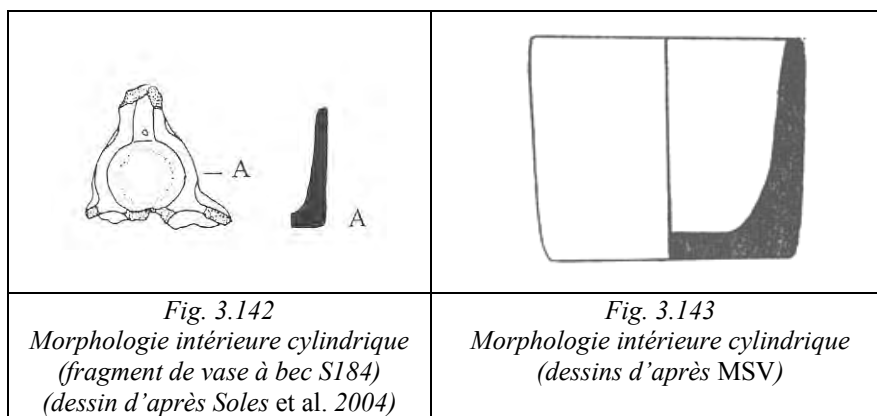 A
A
Fig. 3.142
Morphologie intérieure cylindrique
(fragment de vase à bec S184)
(dessin d'après Soles et al. 2004)
Fig. 3.143
Morphologie intérieure cylindrique
(dessins d'après MSV)